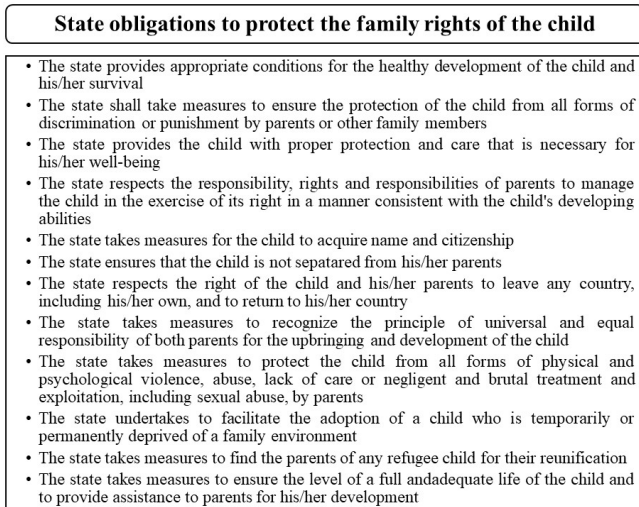 State obligations to protect the family rights of the child
• The state provides appropriate conditions for the healthy development of the child and
his/her survival
• The state shall take measures to ensure the protection of the child from all forms of
discrimination or punishment by parents or other family members
• The state provides the child with proper protection and care that is necessary for
his/her well-being
• The state respects the responsibility, rights and responsibilities of parents to manage
the child in the exercise of its right in a manner consistent with the child's developing
abilities
• The state takes measures for the child to acquire name and citizenship
• The state ensures that the child is not sepatared from his/her parents
• The state respects the right of the child and his/her parents to leave any country,
including his/her own, and to return to his/her country
• The state takes measures to recognize the principle of universal and equal
responsibility of both parents for the upbringing and development of the child
• The state takes measures to protect the child from all forms of physical and
psychological violence, abuse, lack of care or negligent and brutal treatment and
exploitation, including sexual abuse, by parents
• The state undertakes to facilitate the adoption of a child who is temporarily or
permanently deprived of a family environment
• The state takes measures to find the parents of any refugee child for their reunification
• The state takes measures to ensure the level of a full andadequate life of the child and
to provide assistance to parents for his/her development